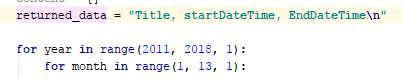 returned_data = "Title, startDateTime, EndDateTime\n"
for year in range(2011, 2018, 1):
for month in range(1, 13, 1):